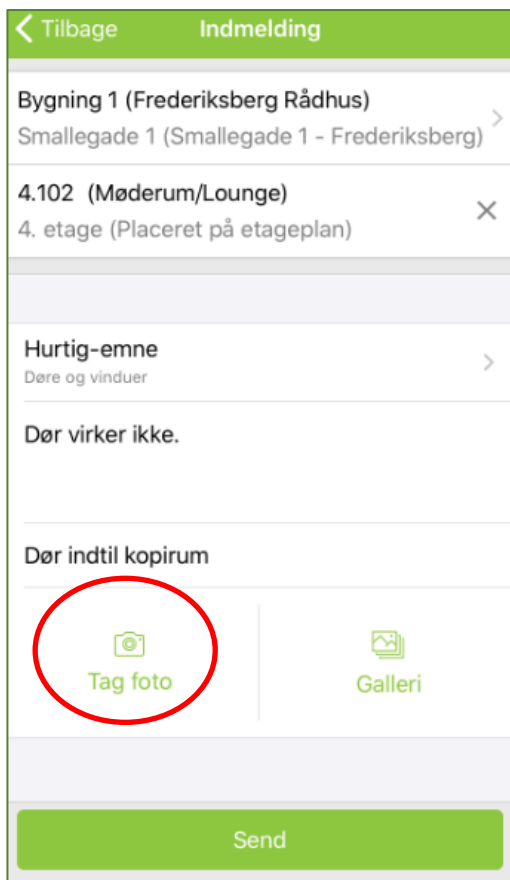 Tilbage Indmelding
Bygning 1 (Frederiksberg Rådhus)
Smallegade 1 (Smallegade 1 - Frederiksberg)
4.102 (Møderum/Lounge)
4. etage (Placeret på etageplan)
Hurtig-emne
Døre og vinduer
Dør virker ikke.
Dør indtil kopirum
Tag foto Galleri
Send